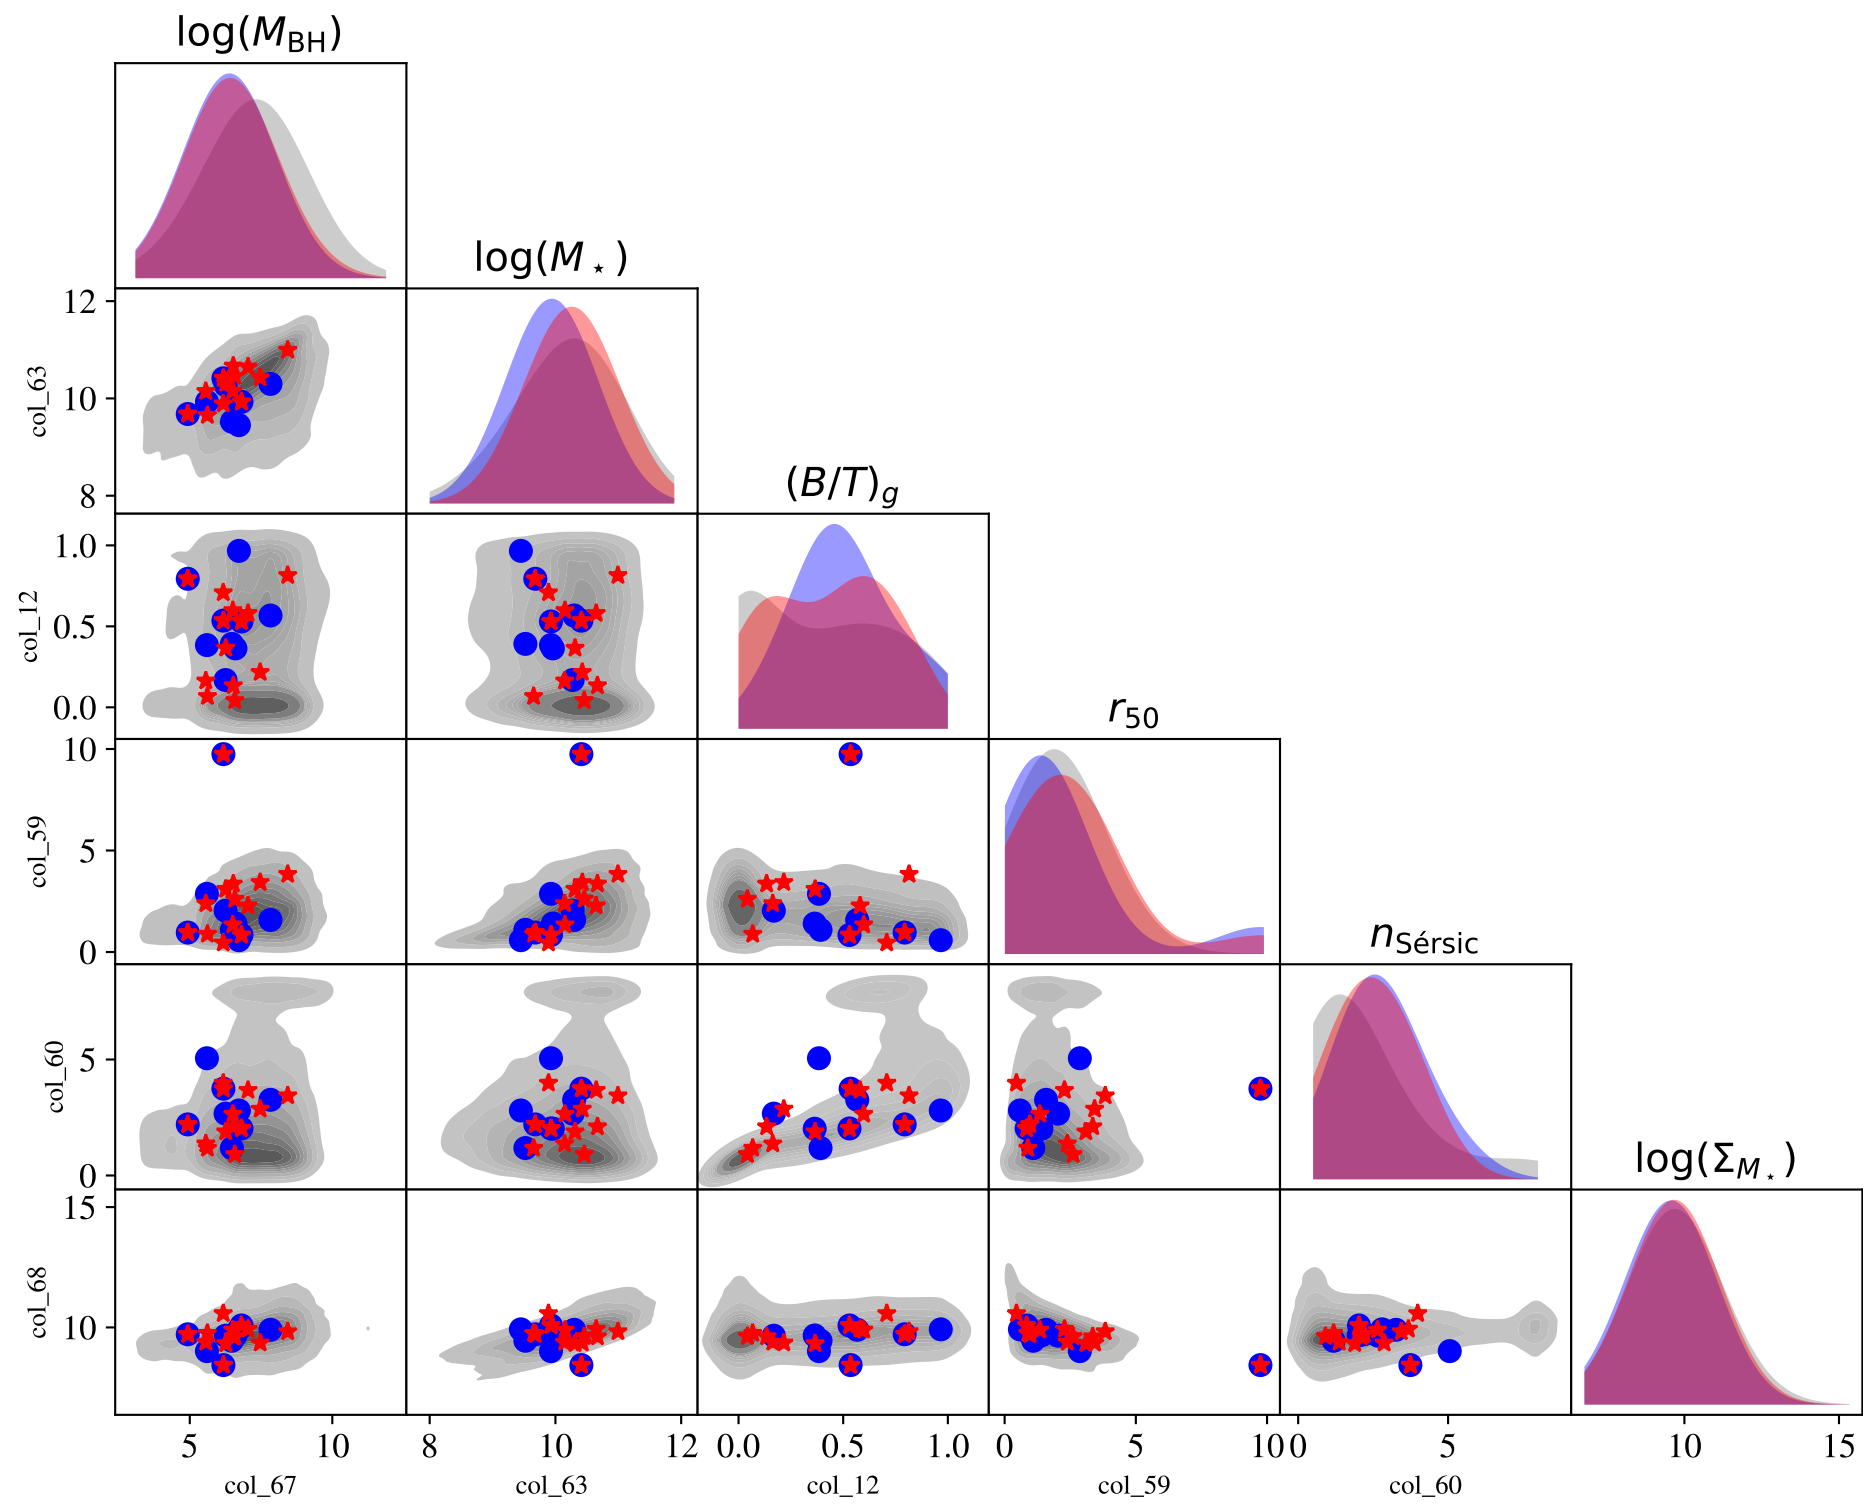 log(M_BH)
log(M_⋆)
12
10
8
col_63
(B/T)_g
1.0
0.5
0.0
col_12
r_50
10
5
0
col_59
n_Sérsic
5
0
col_60
log(Σ_M⋆)
15
10
col_68
5 10 8 10 12 0.0 0.5 1.0 0 5 10 0 5 10 15
col_67 col_63 col_12 col_59 col_60